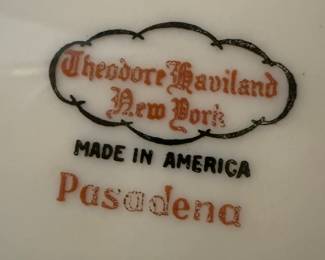 Theodore Haviland
New York
MADE IN AMERICA
Pasadena